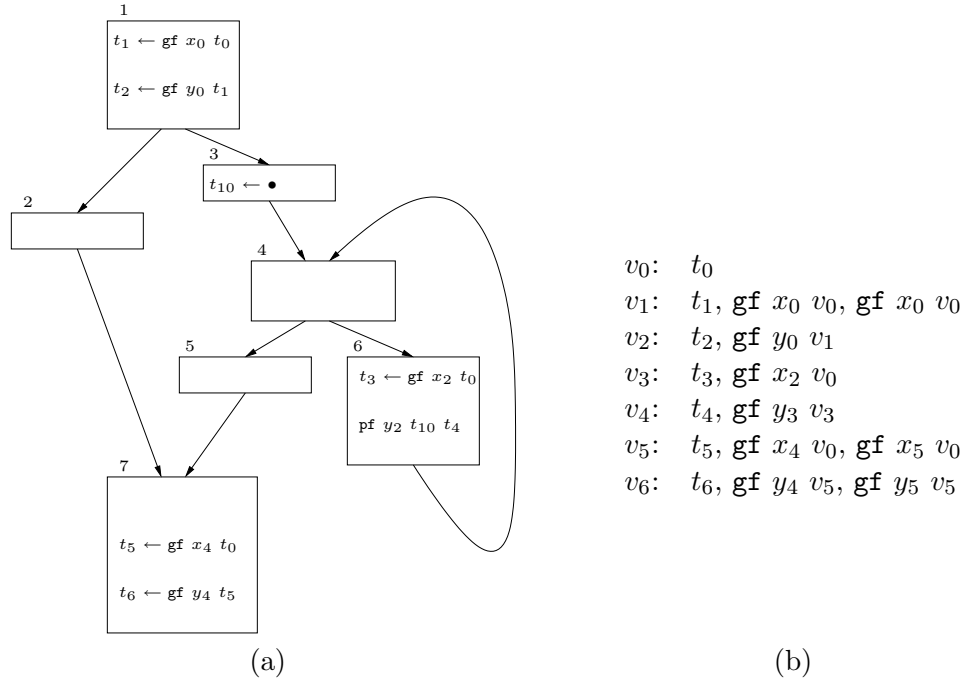 1
t₁ ← gf x₀ t₀
t₂ ← gf y₀ t₁
3
t₁₀ ← •
2
4
5
6
t₃ ← gf x₂ t₀
pf y₂ t₁₀ t₄
7
t₅ ← gf x₄ t₀
t₆ ← gf y₄ t₅
(a)
v₀: t₀
v₁: t₁, gf x₀ v₀, gf x₀ v₀
v₂: t₂, gf y₀ v₁
v₃: t₃, gf x₂ v₀
v₄: t₄, gf y₃ v₃
v₅: t₅, gf x₄ v₀, gf x₅ v₀
v₆: t₆, gf y₄ v₅, gf y₅ v₅
(b)